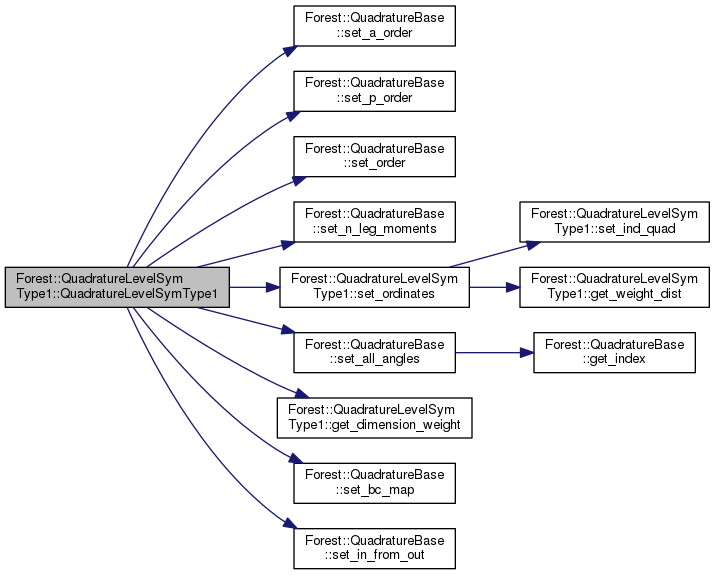 Forest::QuadratureBase
::set_a_order
Forest::QuadratureBase
::set_p_order
Forest::QuadratureBase
::set_order
Forest::QuadratureBase
::set_n_leg_moments
Forest::QuadratureLevelSym
Type1::set_ind_quad
Forest::QuadratureLevelSym
Type1::QuadratureLevelSymType1
Forest::QuadratureLevelSym
Type1::set_ordinates
Forest::QuadratureLevelSym
Type1::get_weight_dist
Forest::QuadratureBase
::set_all_angles
Forest::QuadratureBase
::get_index
Forest::QuadratureLevelSym
Type1::get_dimension_weight
Forest::QuadratureBase
::set_bc_map
Forest::QuadratureBase
::set_in_from_out